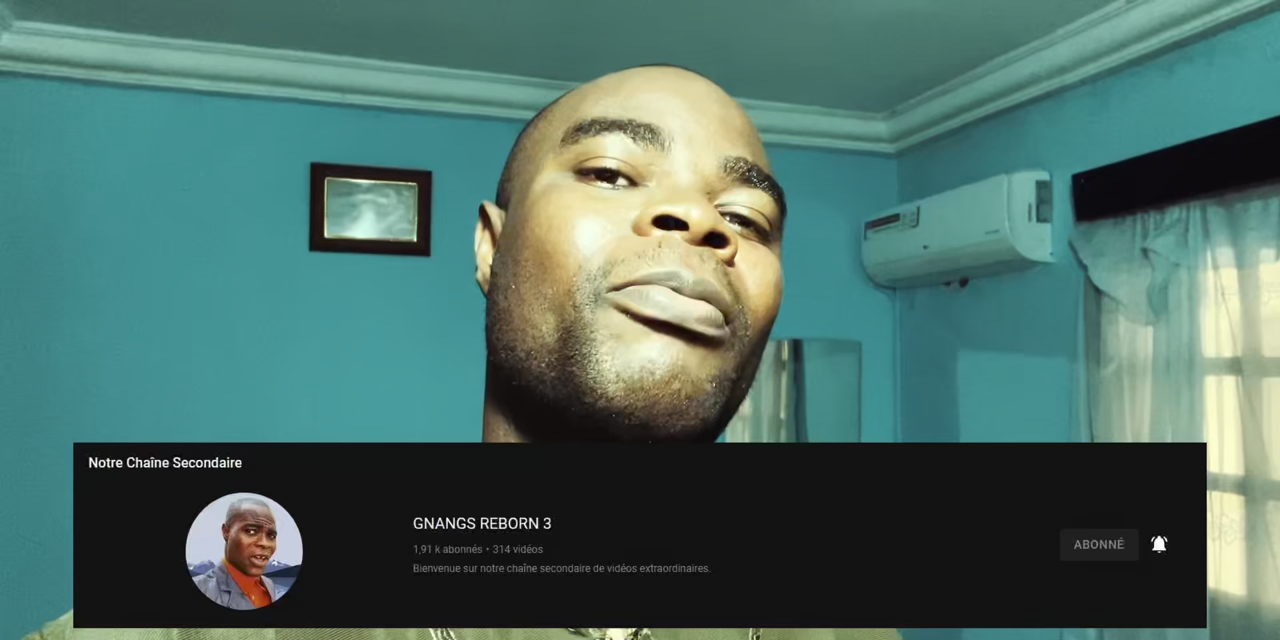 Notre Chaîne Secondaire
GNANGS REBORN 3
1,91 k abonnés • 314 vidéos
Bienvenue sur notre chaîne secondaire de vidéos extraordinaires.
ABONNÉ